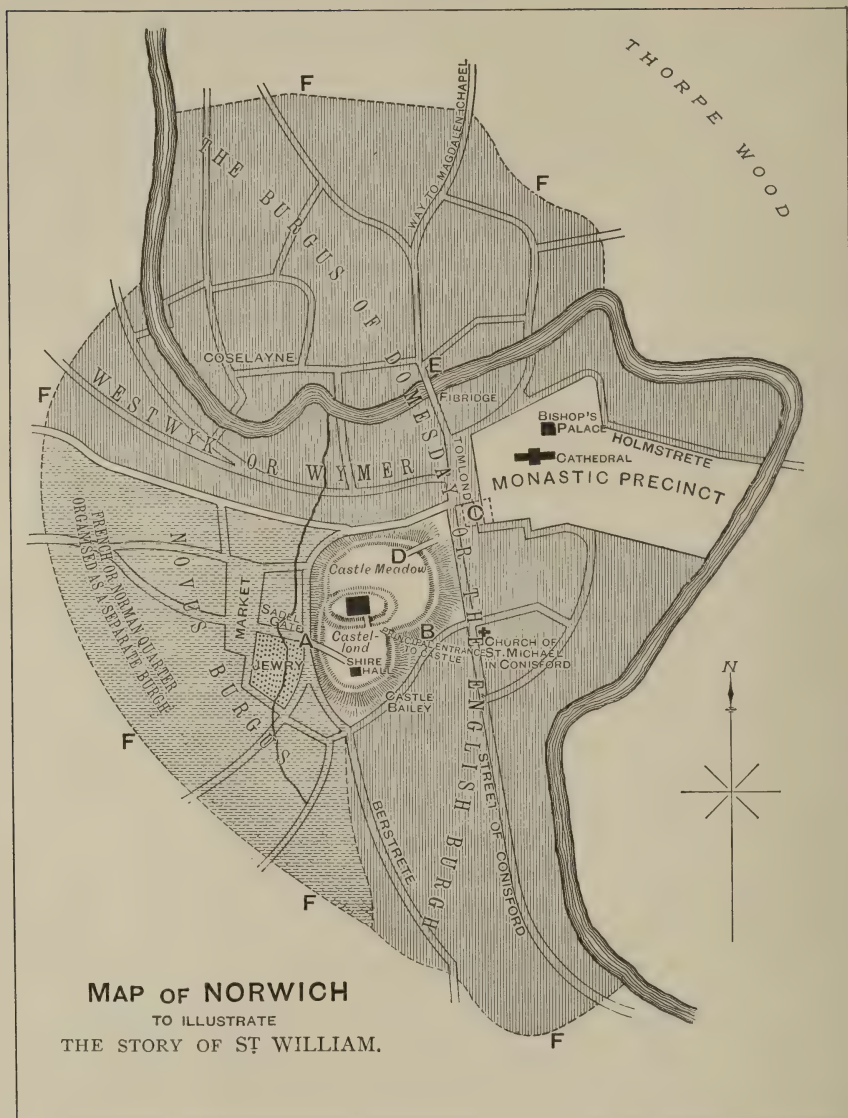 THORPE WOOD
F
F
WAY TO MAGDALEN CHAPEL
THE BURGUS OF DOMESDAY OR THE ENGLISH BURGH
COSELAYNE
E
FIBRIDGE
F
WESTWYK OR WYMER
TOMLOND
BISHOP'S
PALACE
HOLMSTRETE
CATHEDRAL
MONASTIC PRECINCT
C
FRENCH OR NORMAN QUARTER
ORGANISED AS A SEPARATE BURGH
NOVUS BURGUS
MARKET
SADEL
GATE
JEWRY
D
Castle Meadow
Castel-
lond
A
SHIRE
HALL
B
PRINCIPAL ENTRANCE
TO CASTLE
CHURCH OF
ST. MICHAEL
IN CONISFORD
CASTLE
BAILEY
N
F
BERSTRETE
STREET OF CONISFORD
F
F
MAP OF NORWICH
TO ILLUSTRATE
THE STORY OF ST. WILLIAM.